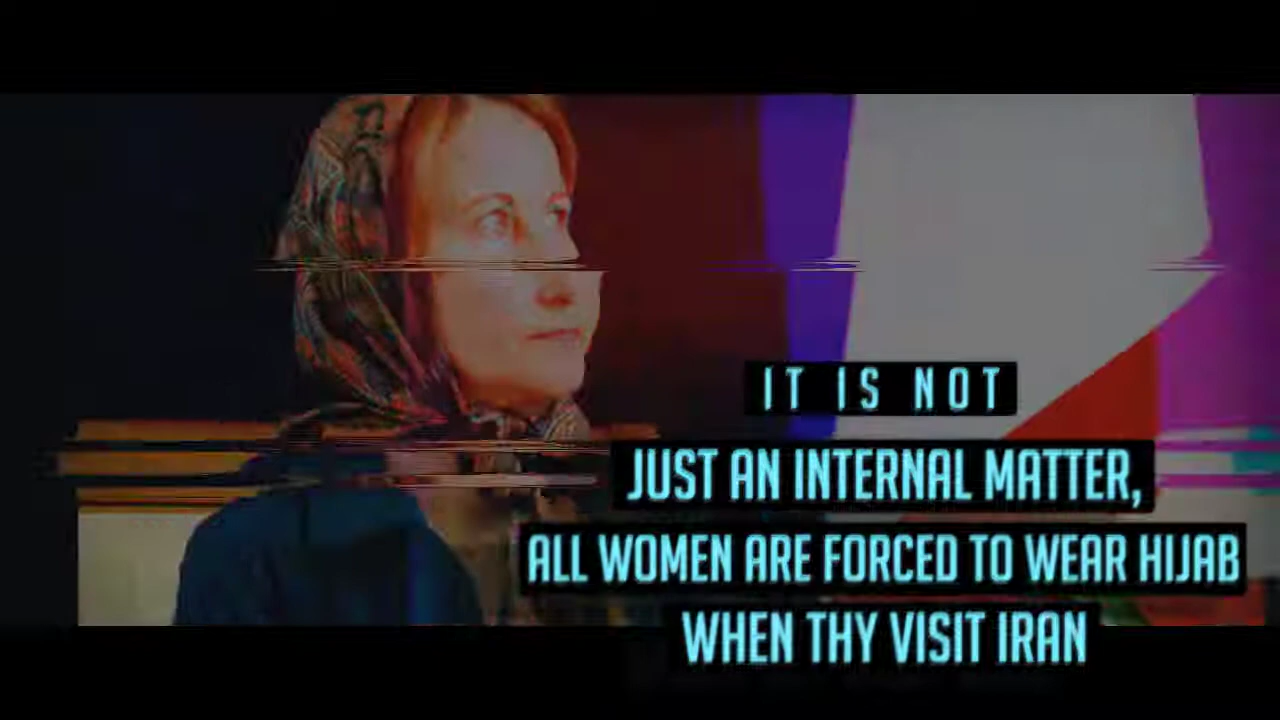 IT IS NOT
JUST AN INTERNAL MATTER,
ALL WOMEN ARE FORCED TO WEAR HIJAB
WHEN THY VISIT IRAN